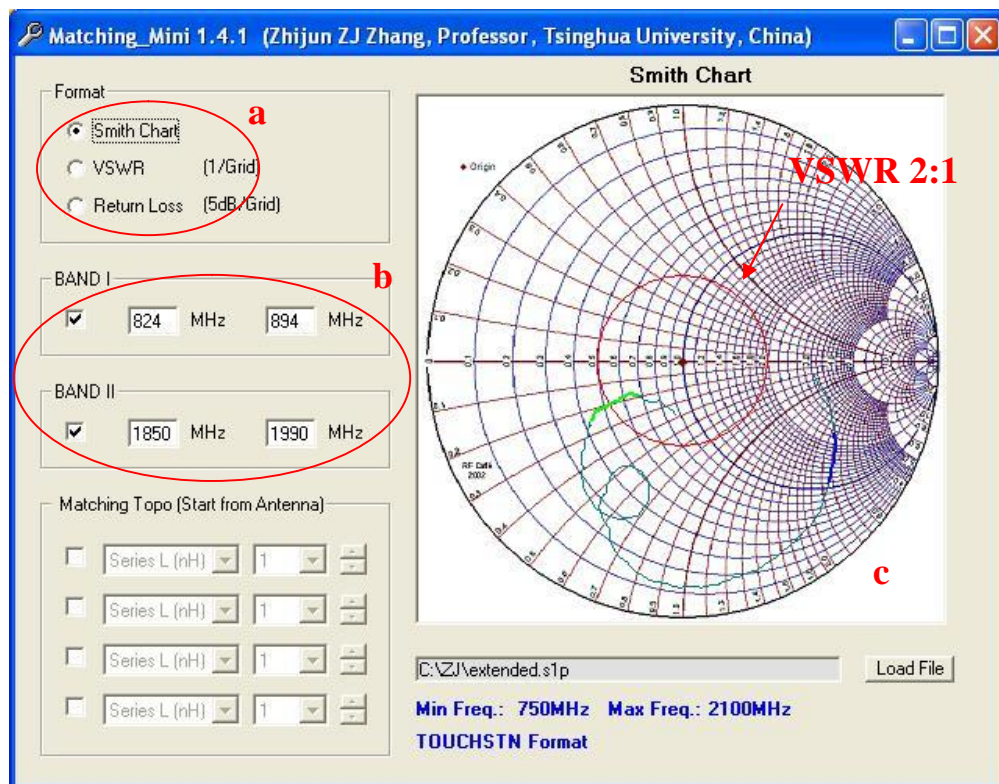 Matching_Mini 1.4.1 (Zhijun ZJ Zhang, Professor, Tsinghua University, China)
Format
a
Smith Chart
VSWR (1/Grid)
Return Loss (5dB/Grid)
BAND I
b
824 MHz 894 MHz
BAND II
1850 MHz 1990 MHz
Matching Topo (Start from Antenna)
Series L (nH) 1
Series L (nH) 1
Series L (nH) 1
Series L (nH) 1
Smith Chart
Origin
VSWR 2:1
RF Café
2002
c
C:\ZJ\extended.s1p
Load File
Min Freq.: 750MHz Max Freq.: 2100MHz
TOUCHSTN Format